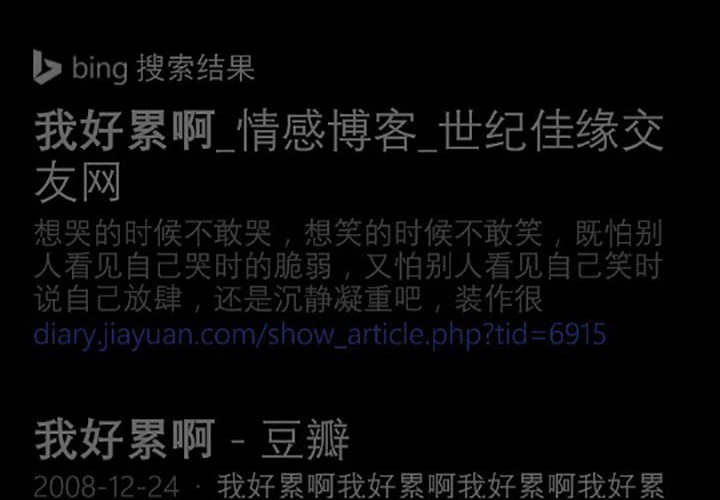 bing 搜索结果
我好累啊_情感博客_世纪佳缘交
友网
想哭的时候不敢哭，想笑的时候不敢笑，既怕别
人看见自己哭时的脆弱，又怕别人看见自己笑时
说自己放肆，还是沉静凝重吧，装作很
diary.jiayuan.com/show_article.php?tid=6915
我好累啊 - 豆瓣
2008-12-24 · 我好累啊我好累啊我好累啊我好累